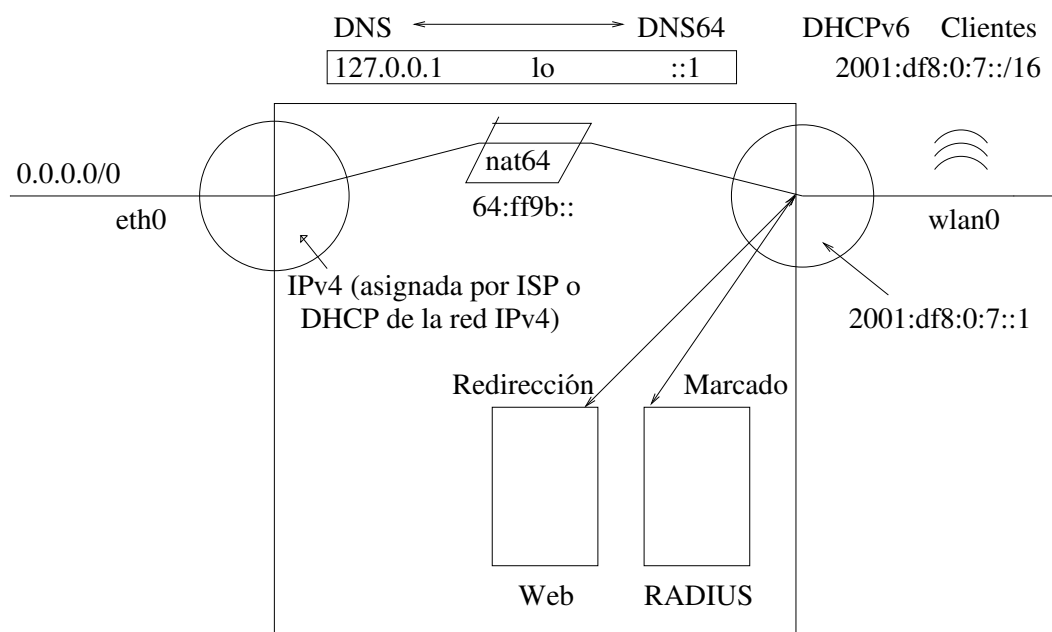 DNS DNS64 DHCPv6 Clientes
127.0.0.1 lo ::1 2001:df8:0:7::/16
nat64
0.0.0.0/0
64:ff9b::
eth0 wlan0
IPv4 (asignada por ISP o
DHCP de la red IPv4)
2001:df8:0:7::1
Redirección Marcado
Web RADIUS